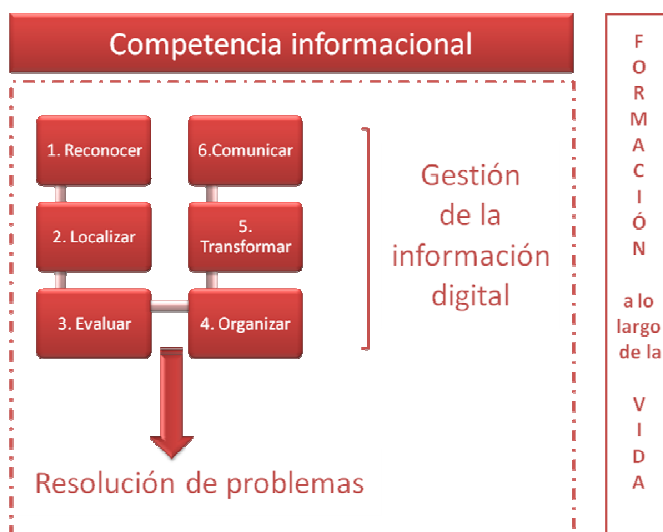 Competencia informacional
1. Reconocer
2. Localizar
3. Evaluar
4. Organizar
5.
Transformar
6.Comunicar
Gestión
de la
información
digital
Resolución de problemas
F
O
R
M
A
C
I
Ó
N
a lo
largo
de la
V
I
D
A